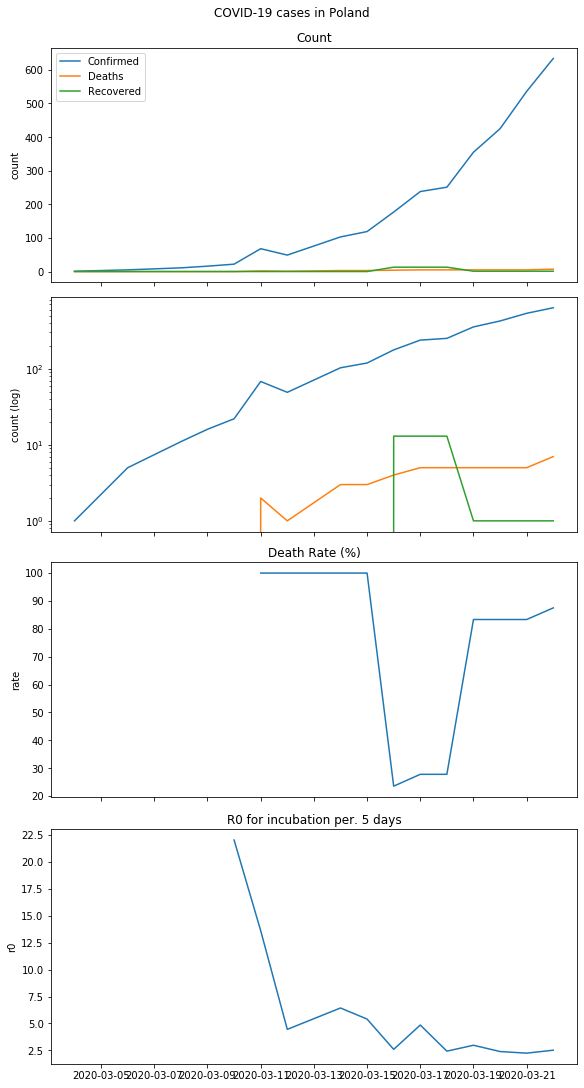 COVID-19 cases in Poland
Count
Confirmed
Deaths
Recovered
600
500
400
300
200
100
0
count
10²
10¹
10⁰
count (log)
Death Rate (%)
100
90
80
70
60
50
40
30
20
rate
R0 for incubation per. 5 days
22.5
20.0
17.5
15.0
12.5
10.0
7.5
5.0
2.5
r0
2020-03-05 2020-03-07 2020-03-09 2020-03-11 2020-03-13 2020-03-15 2020-03-17 2020-03-19 2020-03-21